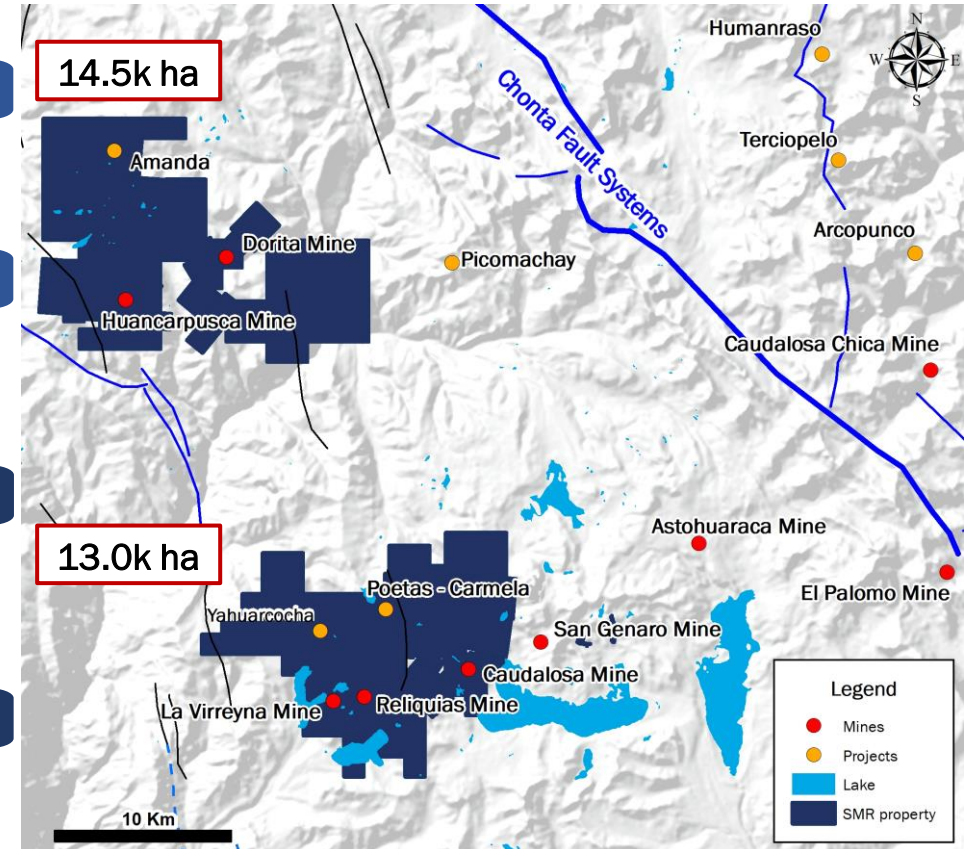 14.5k ha
Humanraso
N
W
E
S
Chonta Fault Systems
Terciopelo
Amanda
Arcopunco
Dorita Mine
Picomachay
Huancarpusca Mine
Caudalosa Chica Mine
13.0k ha
Astohuaraca Mine
El Palomo Mine
Poetas - Carmela
Yahuarcocha
San Genaro Mine
Caudalosa Mine
La Virreyna Mine
Reliquias Mine
Legend
Mines
Projects
Lake
SMR property
10 Km